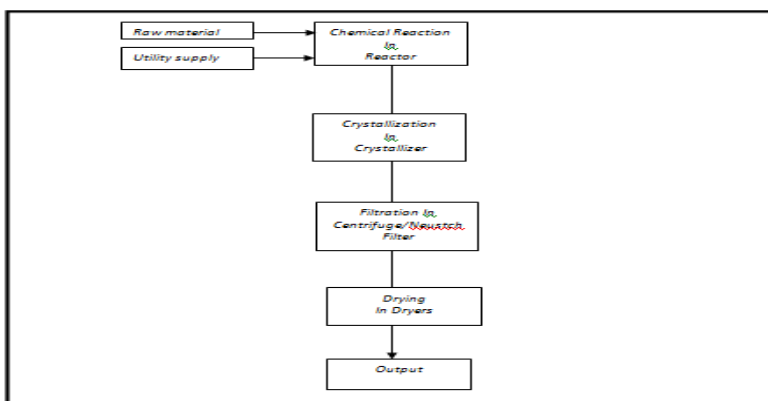 Raw material
Utility supply
Chemical Reaction
In
Reactor
Crystallization
In
Crystallizer
Filtration In
Centrifuge/Neustch
Filter
Drying
In Dryers
Output